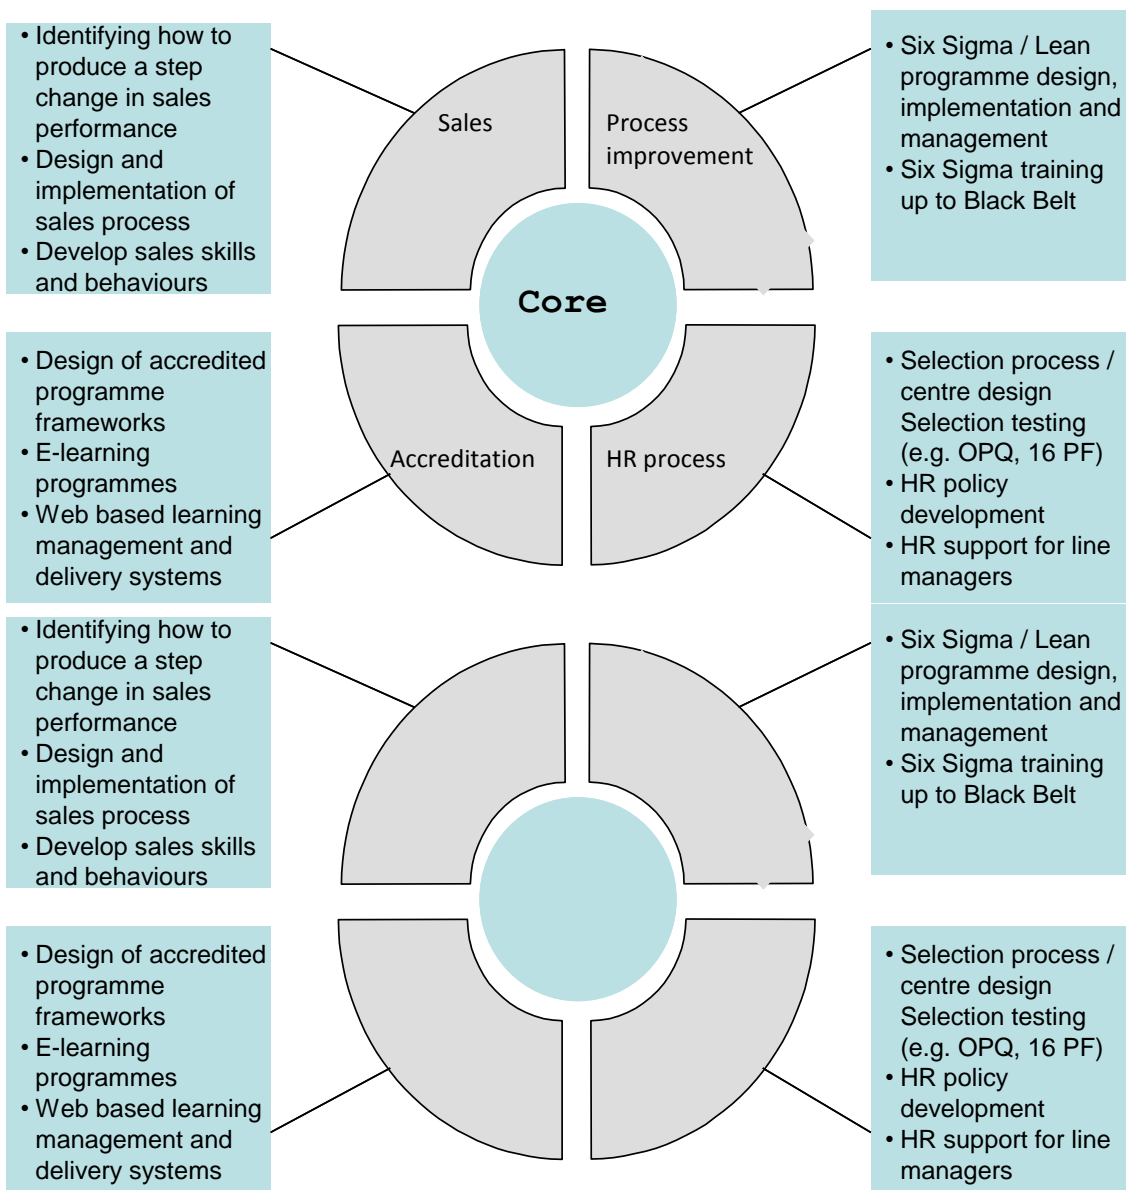 • Identifying how to
produce a step
change in sales
performance
• Design and
implementation of
sales process
• Develop sales skills
and behaviours
Sales
Process
improvement
• Six Sigma / Lean
programme design,
implementation and
management
• Six Sigma training
up to Black Belt
Core
• Design of accredited
programme
frameworks
• E-learning
programmes
• Web based learning
management and
delivery systems
Accreditation
HR process
• Selection process /
centre design
Selection testing
(e.g. OPQ, 16 PF)
• HR policy
development
• HR support for line
managers
• Identifying how to
produce a step
change in sales
performance
• Design and
implementation of
sales process
• Develop sales skills
and behaviours
• Six Sigma / Lean
programme design,
implementation and
management
• Six Sigma training
up to Black Belt
• Design of accredited
programme
frameworks
• E-learning
programmes
• Web based learning
management and
delivery systems
• Selection process /
centre design
Selection testing
(e.g. OPQ, 16 PF)
• HR policy
development
• HR support for line
managers